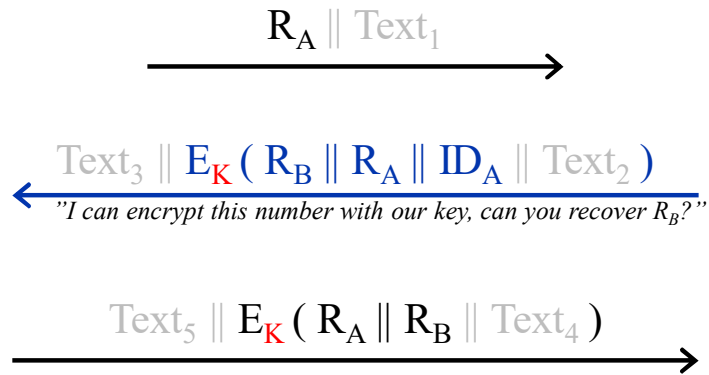 R_A || Text_1
Text_3 || E_K ( R_B || R_A || ID_A || Text_2 )
”I can encrypt this number with our key, can you recover R_B?”
Text_5 || E_K ( R_A || R_B || Text_4 )